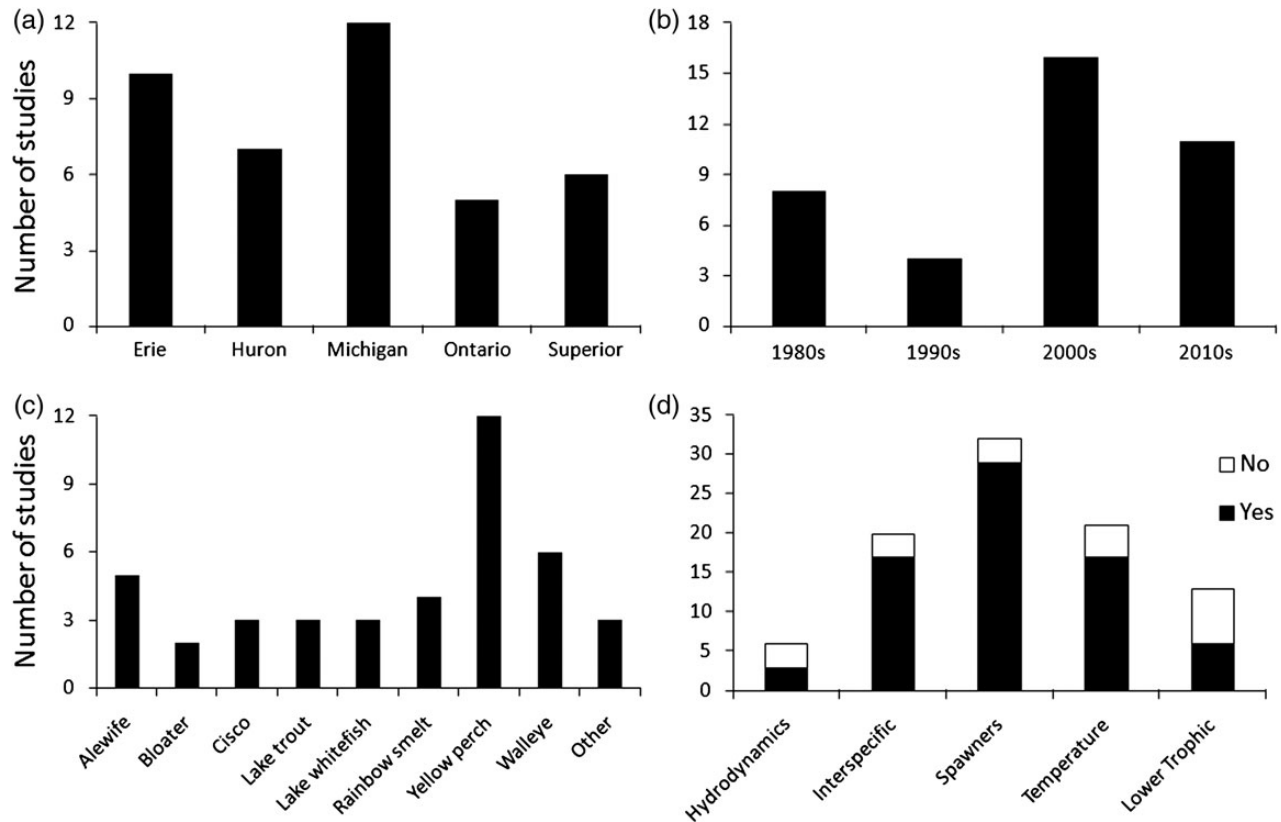 (a)
Number of studies
12
9
6
3
0
Erie Huron Michigan Ontario Superior
(b)
18
15
12
9
6
3
0
1980s 1990s 2000s 2010s
(c)
Number of studies
12
9
6
3
0
Alewife
Bloater
Cisco
Lake trout
Lake whitefish
Rainbow smelt
Yellow perch
Walleye
Other
(d)
35
30
25
20
15
10
5
0
No
Yes
Hydrodynamics
Interspecific
Spawners
Temperature
Lower Trophic